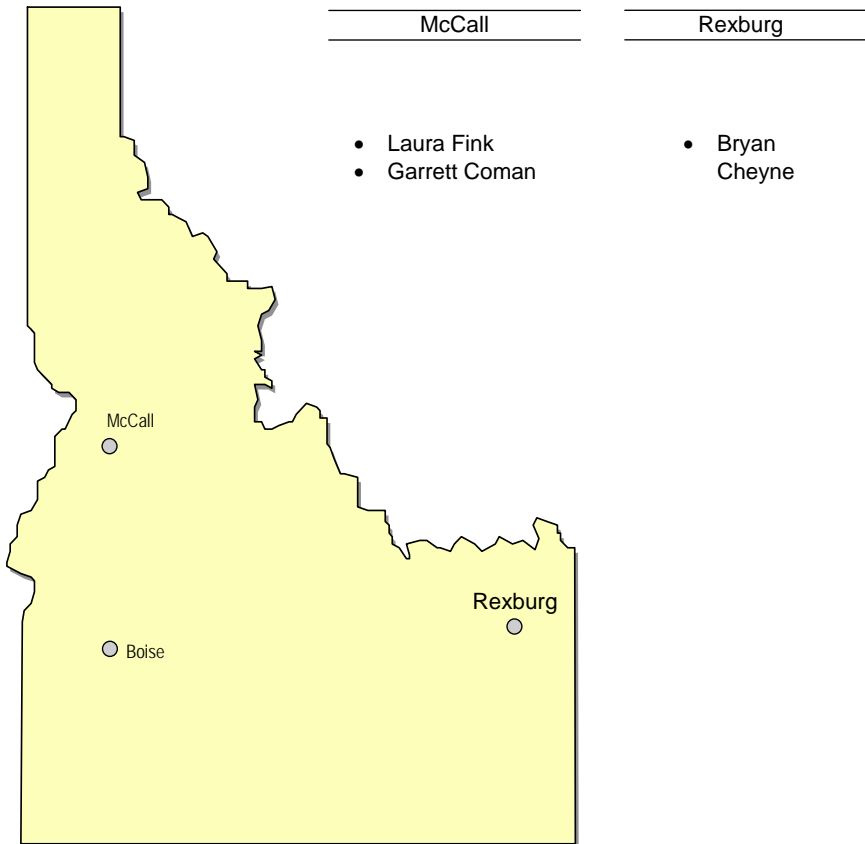 McCall
Rexburg
• Laura Fink
• Garrett Coman
• Bryan
Cheyne
McCall
Rexburg
Boise